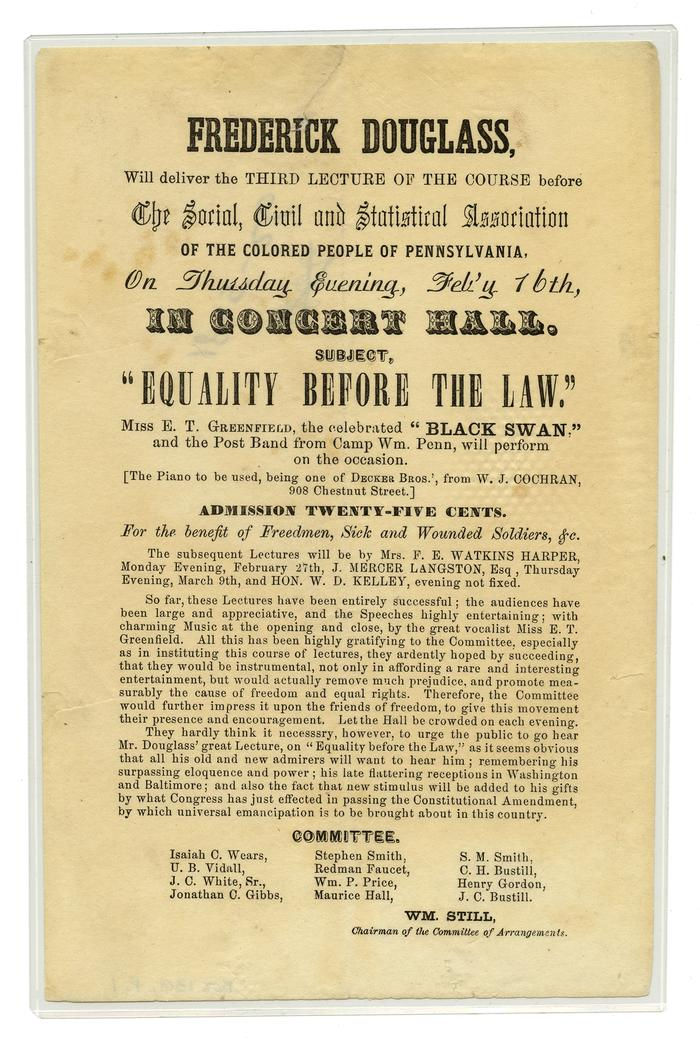 FREDERICK DOUGLASS,
Will deliver the THIRD LECTURE OF THE COURSE before
The Social, Civil and Statistical Association
OF THE COLORED PEOPLE OF PENNSYLVANIA,
On Thursday Evening, Feb'y 16th,
IN CONCERT HALL.
SUBJECT,
"EQUALITY BEFORE THE LAW."
MISS E. T. GREENFIELD, the celebrated " BLACK SWAN,"
and the Post Band from Camp Wm. Penn, will perform
on the occasion.
[The Piano to be used, being one of DECKER BROS.', from W. J. COCHRAN,
908 Chestnut Street.]
ADMISSION TWENTY-FIVE CENTS.
For the benefit of Freedmen, Sick and Wounded Soldiers, &c.
The subsequent Lectures will be by Mrs. F. E. WATKINS HARPER,
Monday Evening, February 27th, J. MERCER LANGSTON, Esq , Thursday
Evening, March 9th, and HON. W. D. KELLEY, evening not fixed.
So far, these Lectures have been entirely successful ; the audiences have
been large and appreciative, and the Speeches highly entertaining ; with
charming Music at the opening and close, by the great vocalist Miss E. T.
Greenfield. All this has been highly gratifying to the Committee, especially
as in instituting this course of lectures, they ardently hoped by succeeding,
that they would be instrumental, not only in affording a rare and interesting
entertainment, but would actually remove much prejudice, and promote mea-
surably the cause of freedom and equal rights. Therefore, the Committee
would further impress it upon the friends of freedom, to give this movement
their presence and encouragement. Let the Hall be crowded on each evening.
They hardly think it necesssry, however, to urge the public to go hear
Mr. Douglass' great Lecture, on " Equality before the Law," as it seems obvious
that all his old and new admirers will want to hear him ; remembering his
surpassing eloquence and power ; his late flattering receptions in Washington
and Baltimore ; and also the fact that new stimulus will be added to his gifts
by what Congress has just effected in passing the Constitutional Amendment,
by which universal emancipation is to be brought about in this country.
COMMITTEE.
Isaiah C. Wears, Stephen Smith, S. M. Smith,
U. B. Vidall, Redman Faucet, C. H. Bustill,
J. C. White, Sr., Wm. P. Price, Henry Gordon,
Jonathan C. Gibbs, Maurice Hall, J. C. Bustill.
WM. STILL,
Chairman of the Committee of Arrangements.